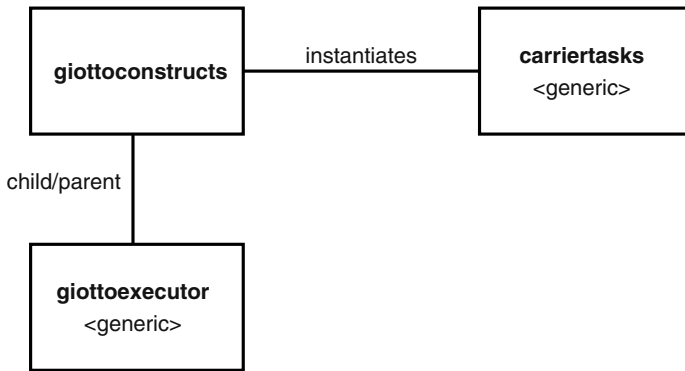 giottoconstructs
instantiates
carriertasks
<generic>
child/parent
giottoexecutor
<generic>